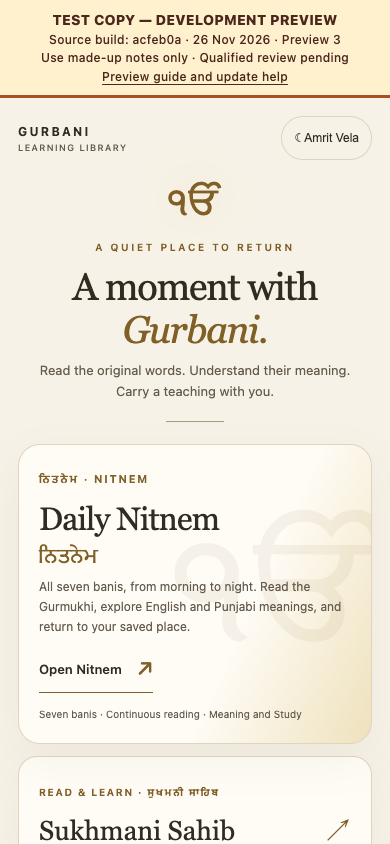 TEST COPY — DEVELOPMENT PREVIEW
Source build: acfeb0a · 26 Nov 2026 · Preview 3
Use made-up notes only · Qualified review pending
Preview guide and update help
GURBANI
LEARNING LIBRARY
☾ Amrit Vela
ੴ
A QUIET PLACE TO RETURN
A moment with
Gurbani.
Read the original words. Understand their meaning.
Carry a teaching with you.
ਨਿਤਨੇਮ · NITNEM
Daily Nitnem
ਨਿਤਨੇਮ
All seven banis, from morning to night. Read the
Gurmukhi, explore English and Punjabi meanings, and
return to your saved place.
Open Nitnem
Seven banis · Continuous reading · Meaning and Study
READ & LEARN · ਸੁਖਮਨੀ ਸਾਹਿਬ
Sukhmani Sahib